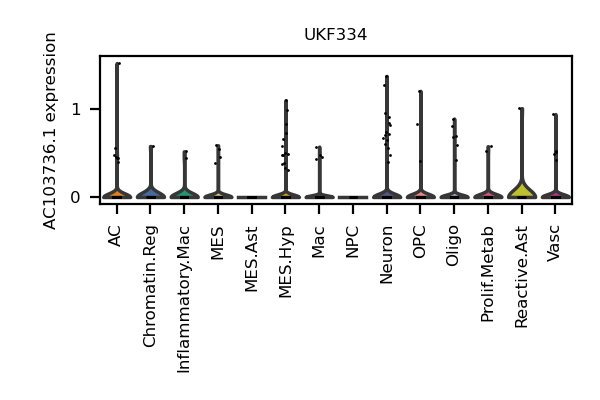 UKF334
AC103736.1 expression
1
0
AC
Chromatin.Reg
Inflammatory.Mac
MES
MES.Ast
MES.Hyp
Mac
NPC
Neuron
OPC
Oligo
Prolif.Metab
Reactive.Ast
Vasc